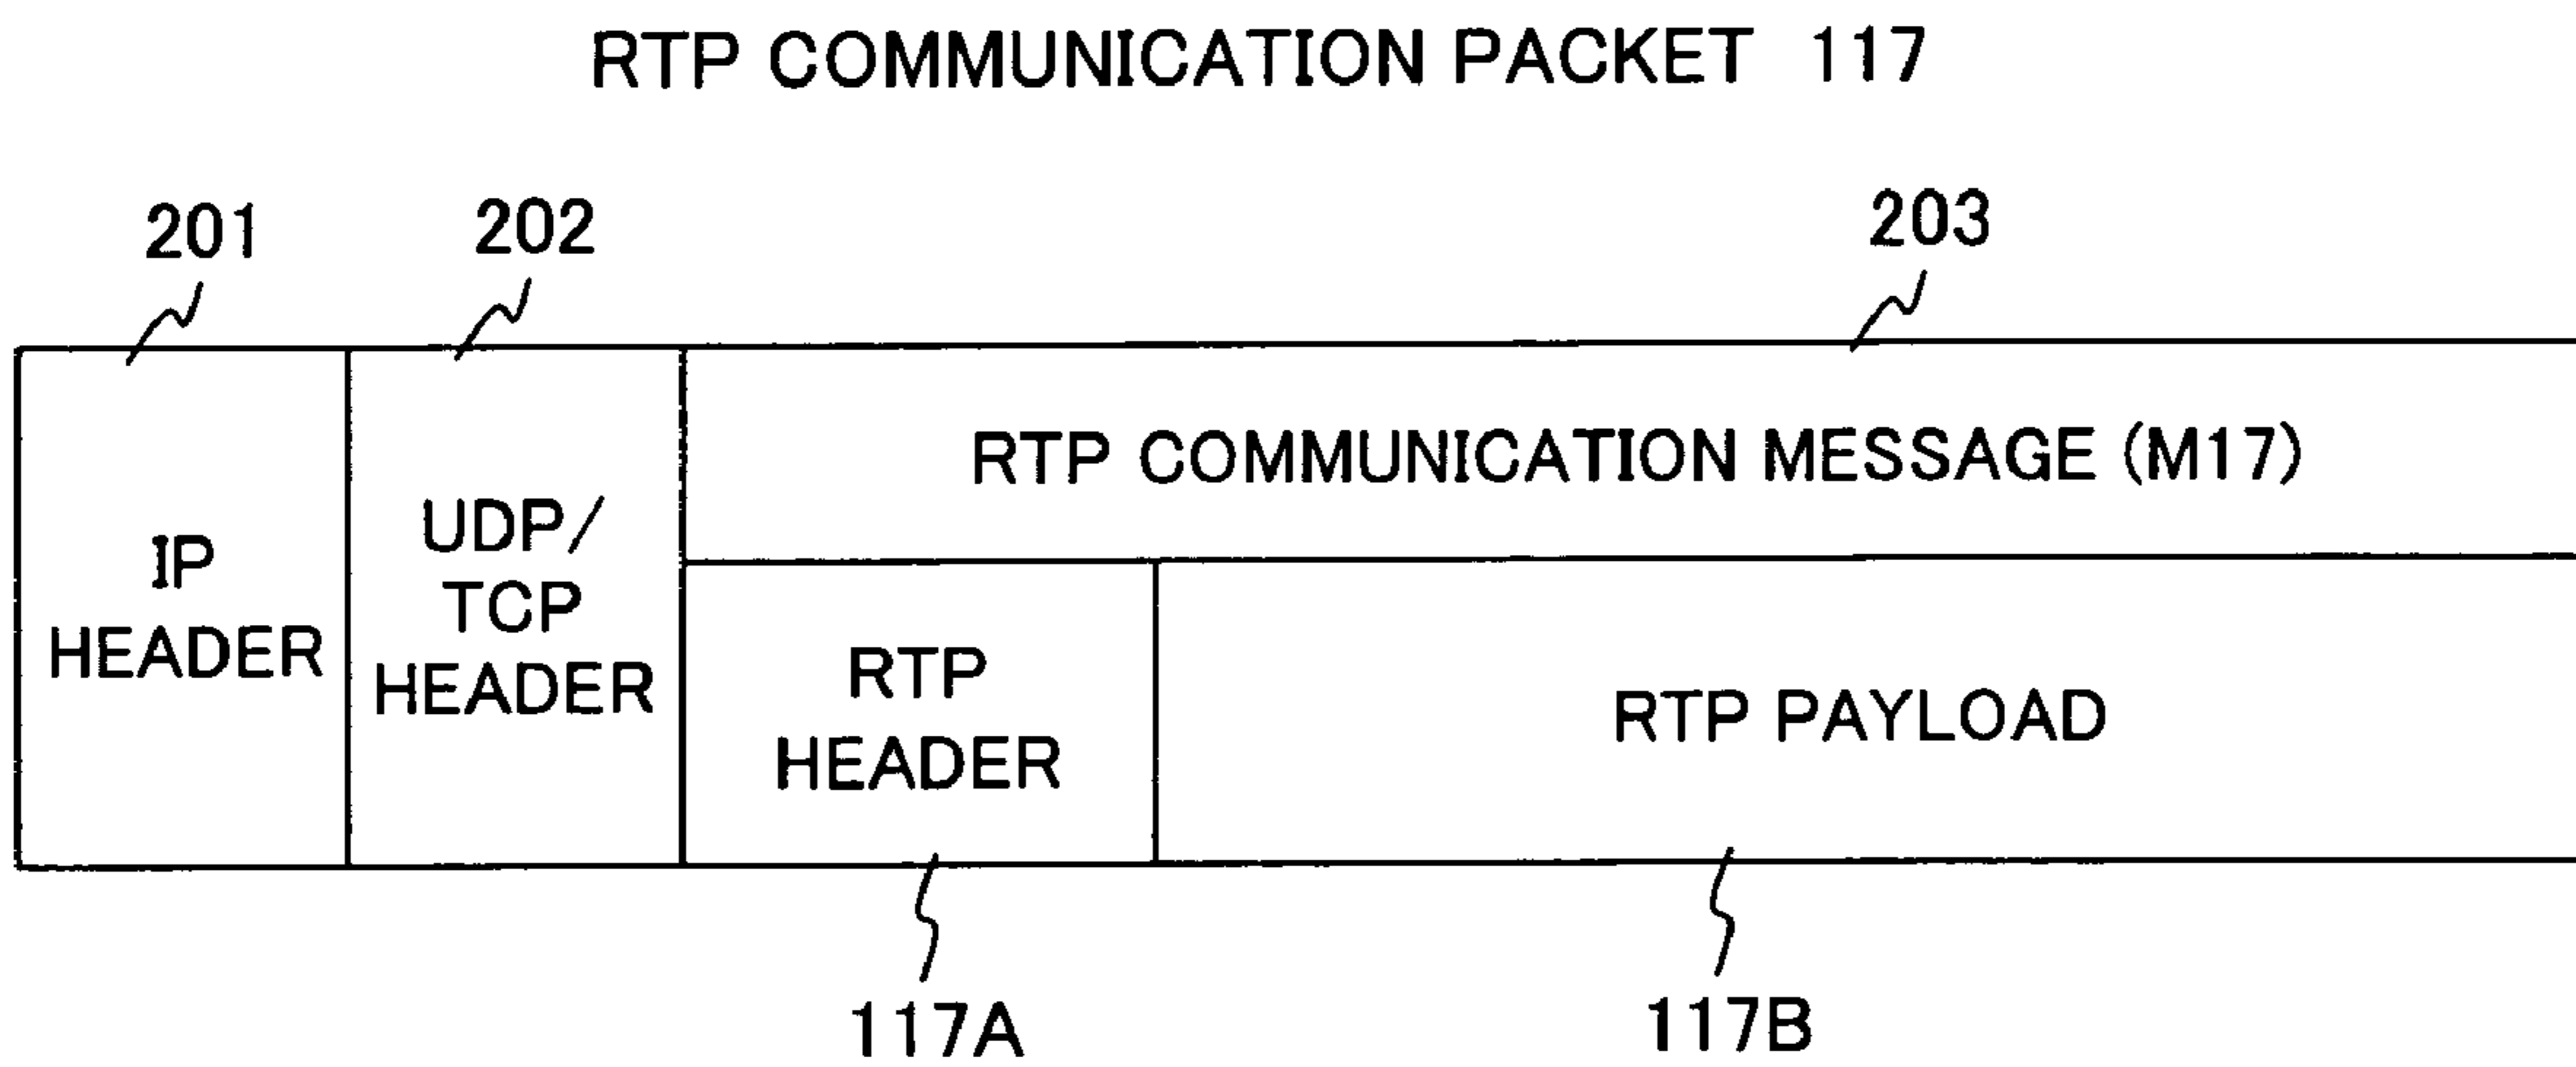 RTP COMMUNICATION PACKET 117
201
202
203
IP
HEADER
UDP/
TCP
HEADER
RTP COMMUNICATION MESSAGE (M17)
RTP
HEADER
RTP PAYLOAD
117A
117B